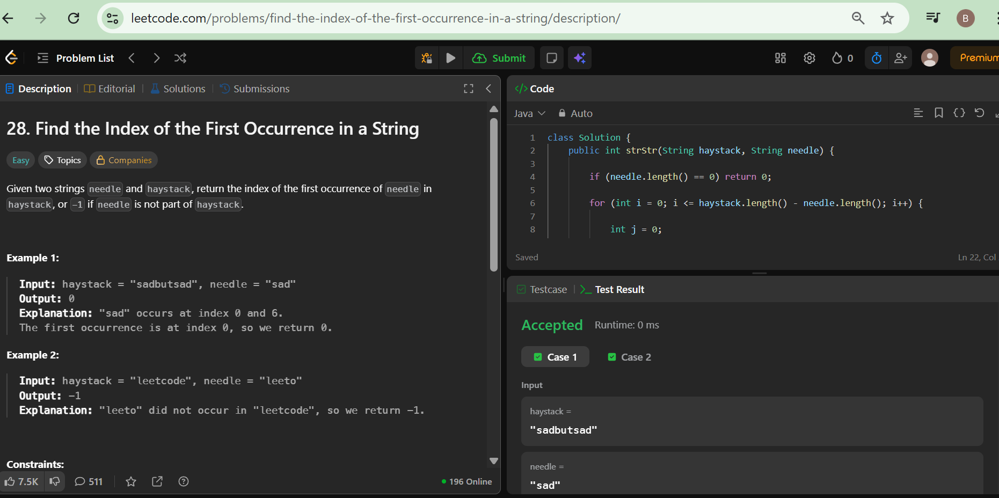 leetcode.com/problems/find-the-index-of-the-first-occurrence-in-a-string/description/
B
Problem List
Submit
0
Premium
Description
Editorial
Solutions
Submissions
28. Find the Index of the First Occurrence in a String
Easy
Topics
Companies
Given two strings needle and haystack, return the index of the first occurrence of needle in
haystack, or -1 if needle is not part of haystack.
Example 1:
Input: haystack = "sadbutsad", needle = "sad"
Output: 0
Explanation: "sad" occurs at index 0 and 6.
The first occurrence is at index 0, so we return 0.
Example 2:
Input: haystack = "leetcode", needle = "leeto"
Output: -1
Explanation: "leeto" did not occur in "leetcode", so we return -1.
Constraints:
7.5K
511
196 Online
</> Code
Java
Auto
1 class Solution {
2 public int strStr(String haystack, String needle) {
3
4 if (needle.length() == 0) return 0;
5
6 for (int i = 0; i <= haystack.length() - needle.length(); i++) {
7
8 int j = 0;
Saved
Ln 22, Col
Testcase
>_ Test Result
Accepted
Runtime: 0 ms
Case 1
Case 2
Input
haystack =
"sadbutsad"
needle =
"sad"